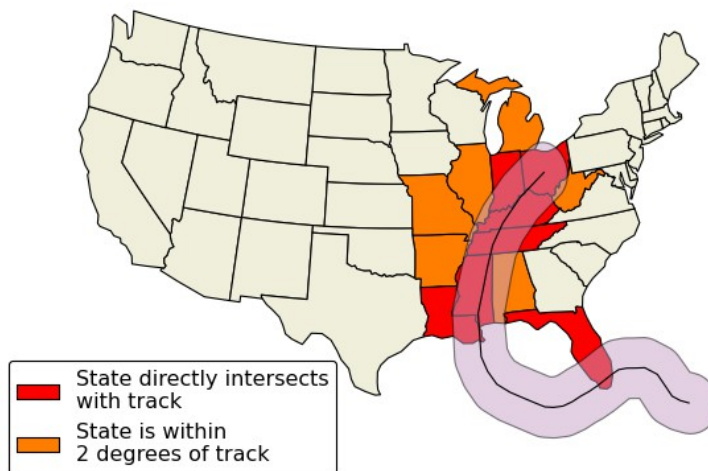 State directly intersects
with track
State is within
2 degrees of track